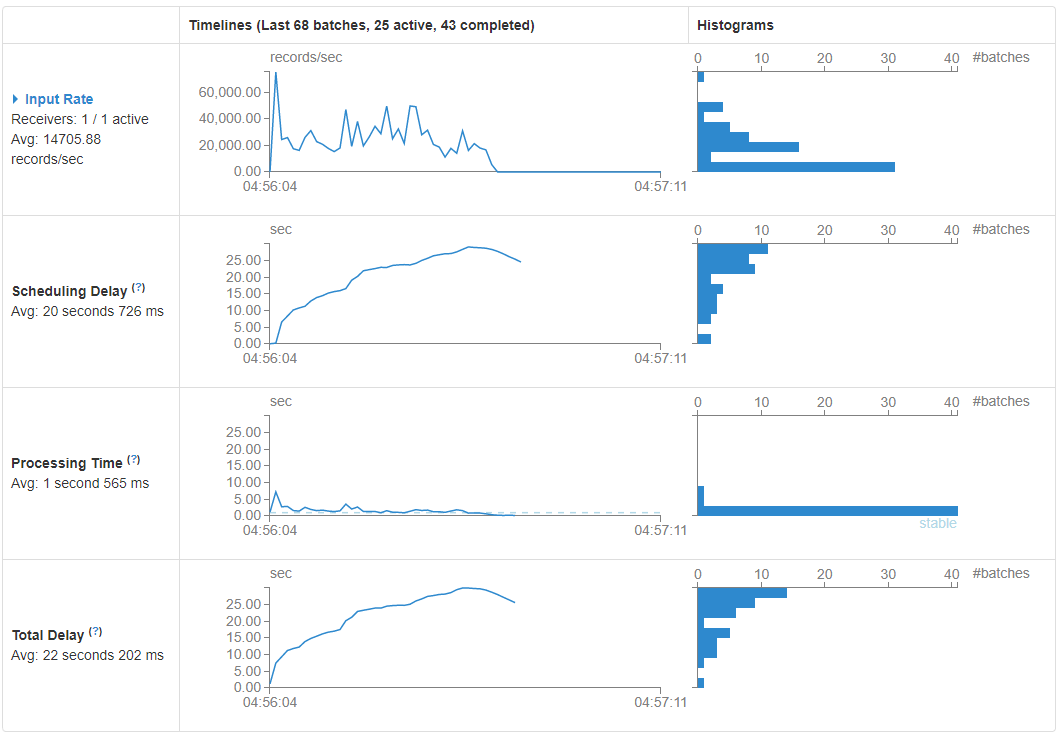 Timelines (Last 68 batches, 25 active, 43 completed)
Histograms
Input Rate
Receivers: 1 / 1 active
Avg: 14705.88
records/sec
records/sec
60,000.00
40,000.00
20,000.00
0.00
04:56:04
04:57:11
0 10 20 30 40 #batches
Scheduling Delay (?)
Avg: 20 seconds 726 ms
sec
25.00
20.00
15.00
10.00
5.00
0.00
04:56:04
04:57:11
0 10 20 30 40 #batches
Processing Time (?)
Avg: 1 second 565 ms
sec
25.00
20.00
15.00
10.00
5.00
0.00
04:56:04
04:57:11
0 10 20 30 40 #batches
stable
Total Delay (?)
Avg: 22 seconds 202 ms
sec
25.00
20.00
15.00
10.00
5.00
0.00
04:56:04
04:57:11
0 10 20 30 40 #batches